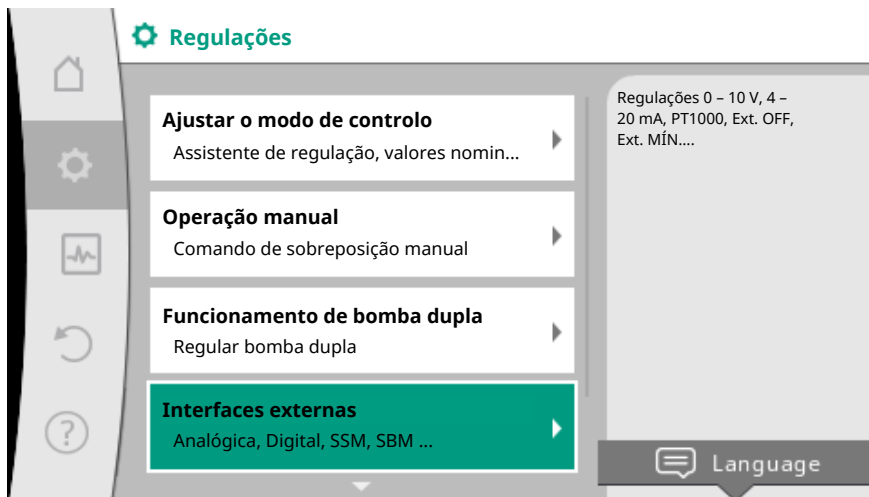 Regulações
Ajustar o modo de controlo
Assistente de regulação, valores nomin...
Operação manual
Comando de sobreposição manual
Funcionamento de bomba dupla
Regular bomba dupla
Interfaces externas
Analógica, Digital, SSM, SBM ...
Regulações 0 – 10 V, 4 –
20 mA, PT1000, Ext. OFF,
Ext. MÍN....
Language
?